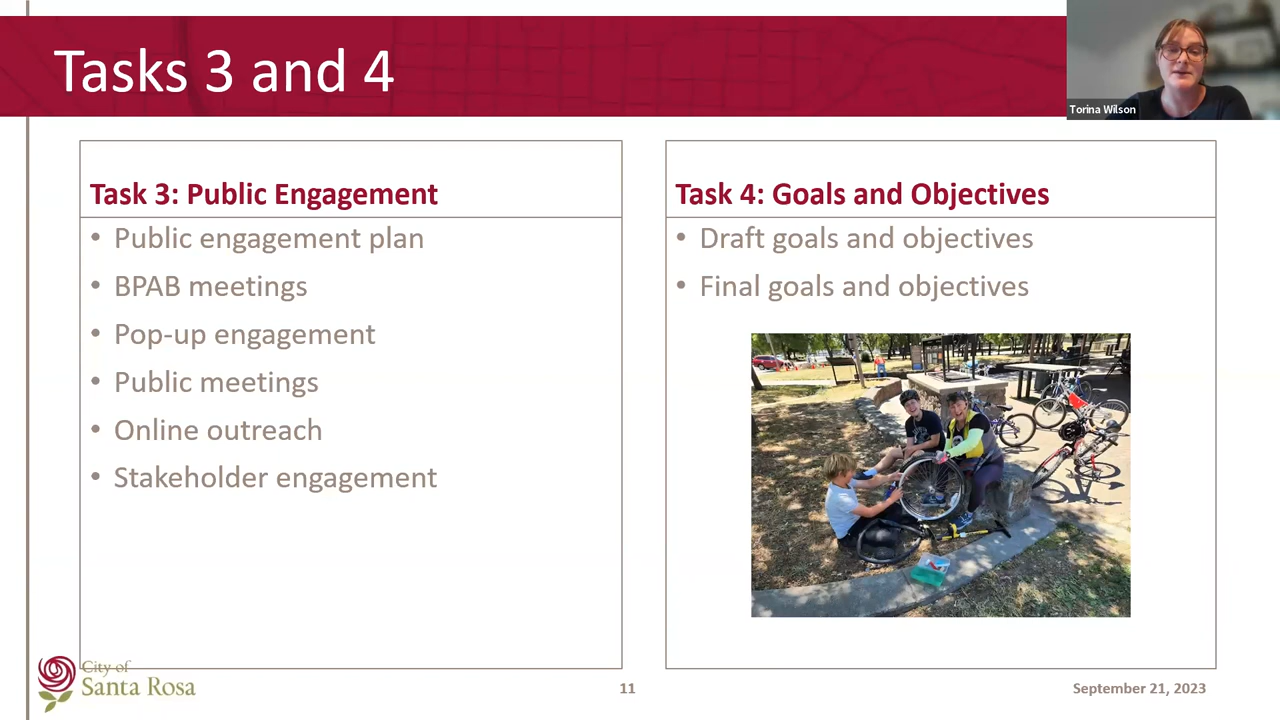 Tasks 3 and 4
Torina Wilson
Task 3: Public Engagement
• Public engagement plan
• BPAB meetings
• Pop-up engagement
• Public meetings
• Online outreach
• Stakeholder engagement
Task 4: Goals and Objectives
• Draft goals and objectives
• Final goals and objectives
City of
Santa Rosa
11
September 21, 2023